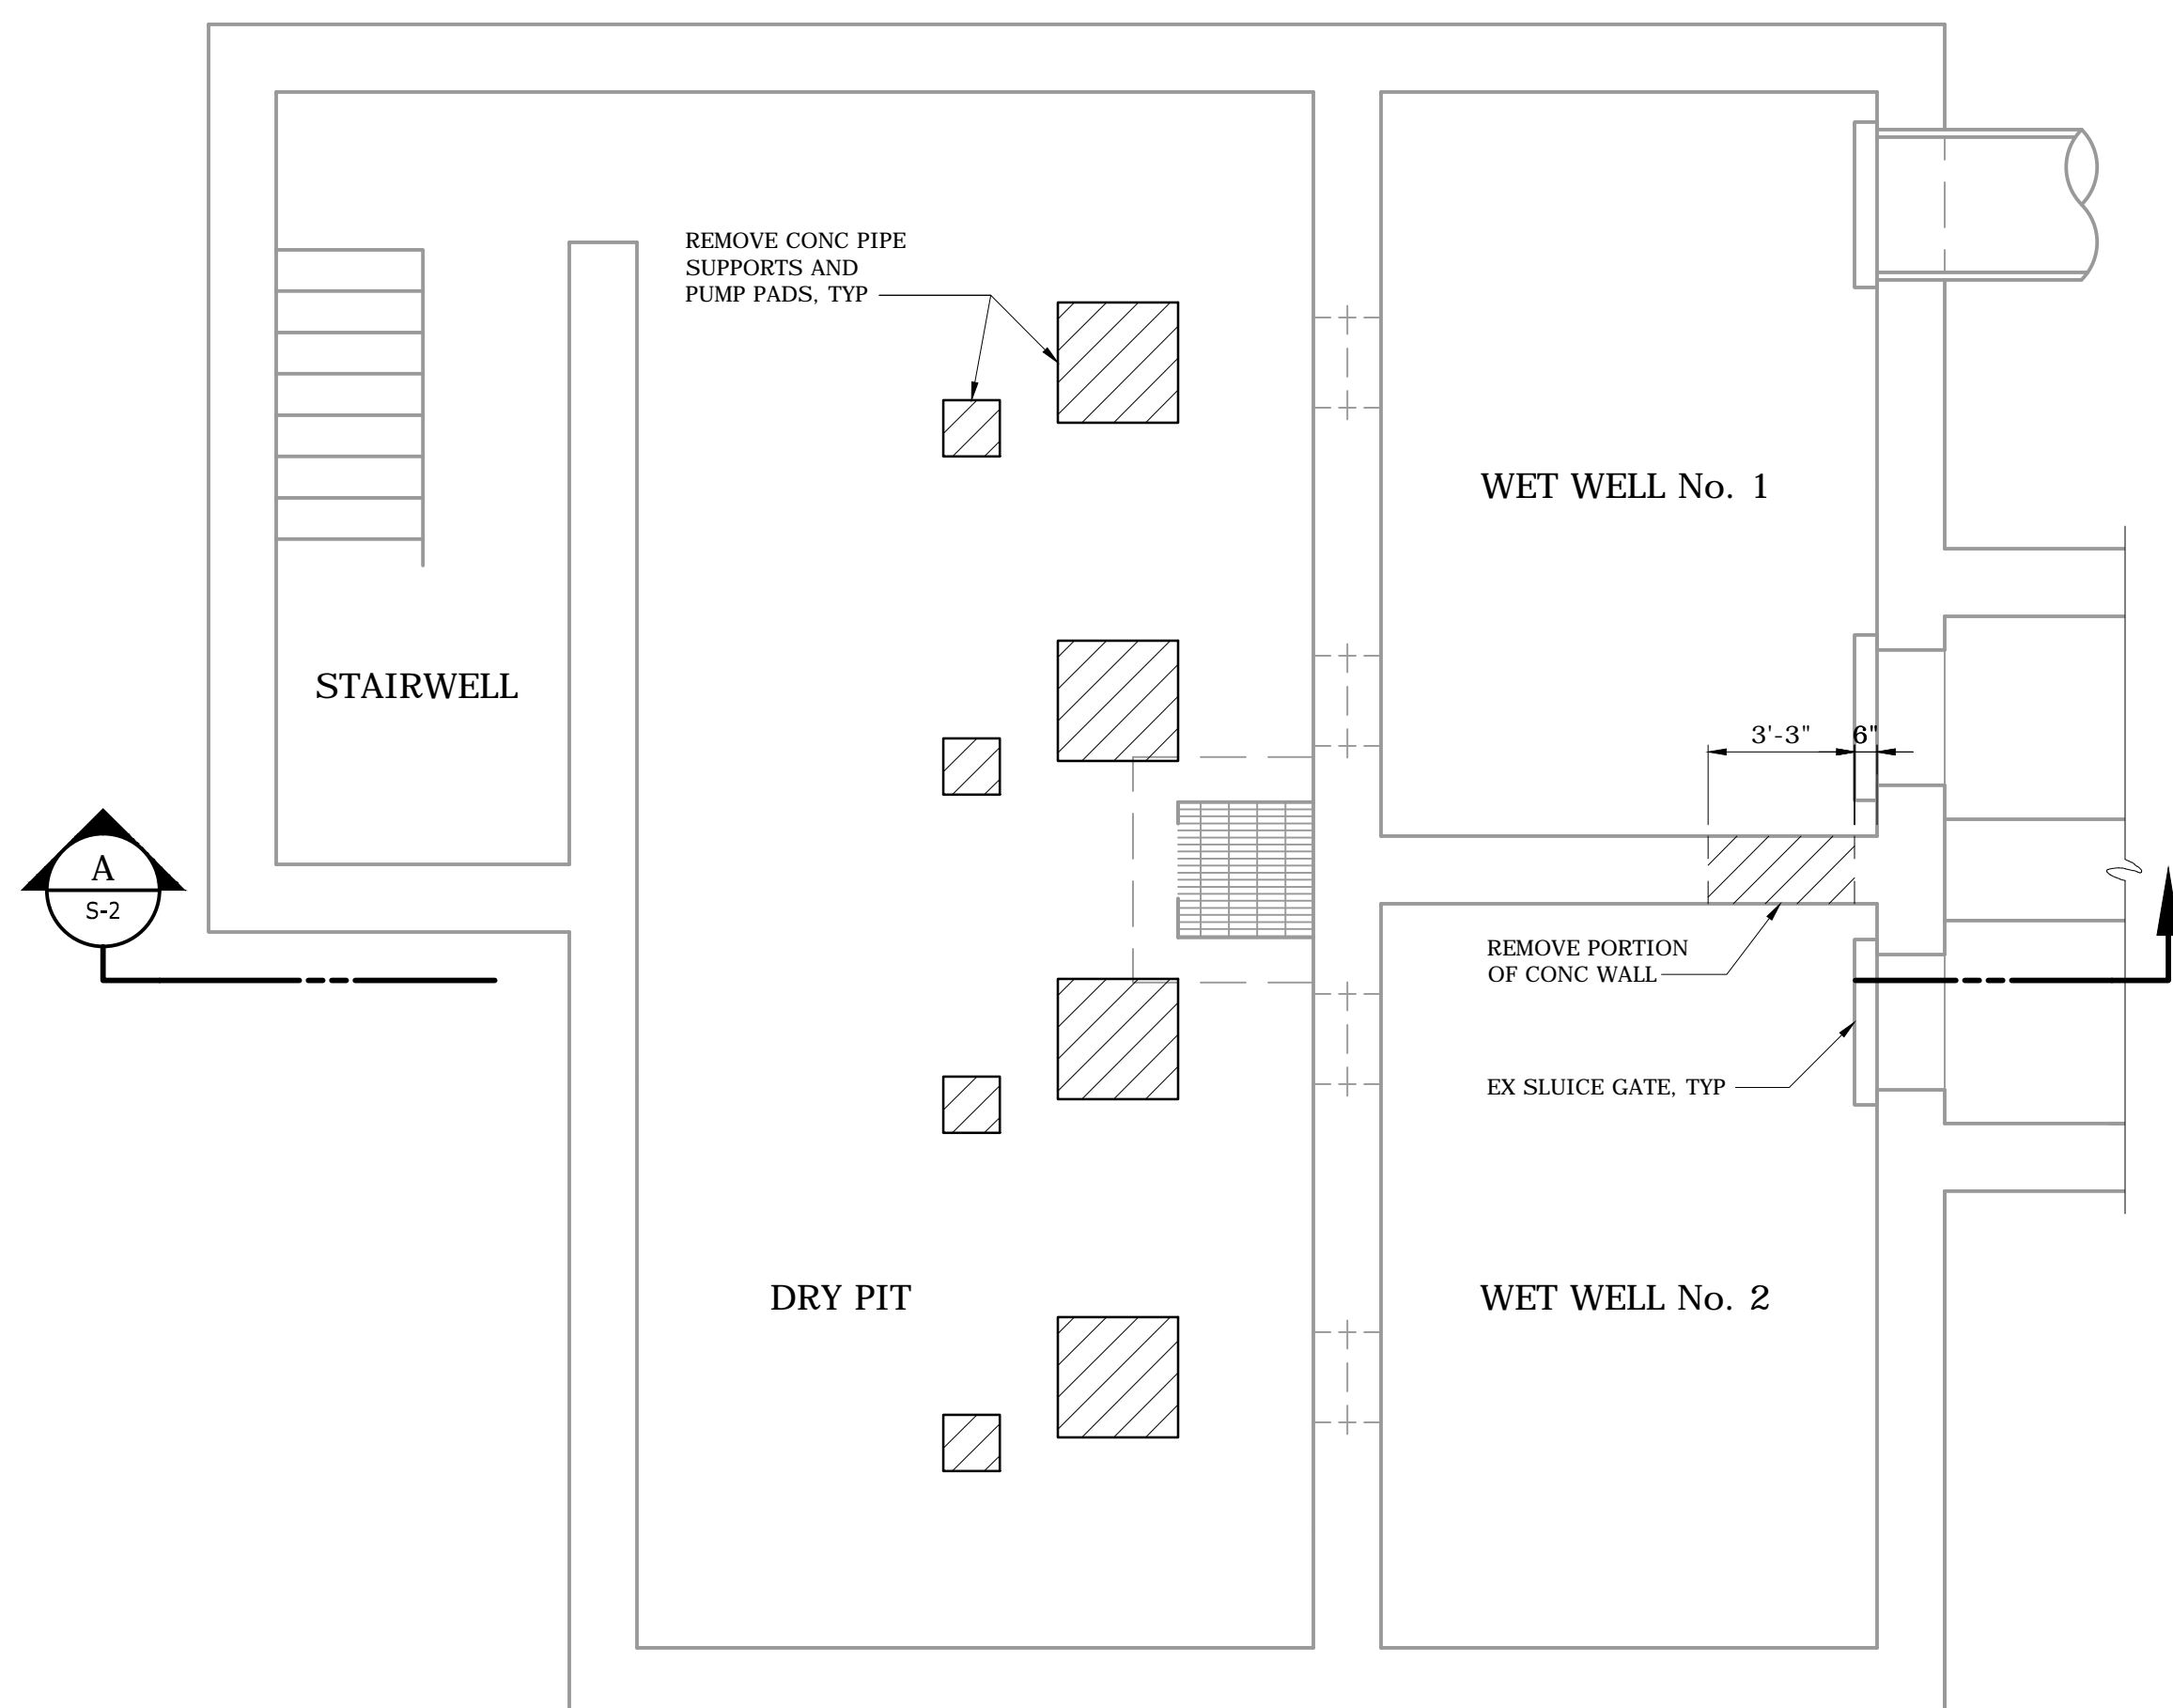 REMOVE CONC PIPE
SUPPORTS AND
PUMP PADS, TYP
WET WELL No. 1
STAIRWELL
3'-3"
6"
A
S-2
REMOVE PORTION
OF CONC WALL
EX SLUICE GATE, TYP
DRY PIT
WET WELL No. 2